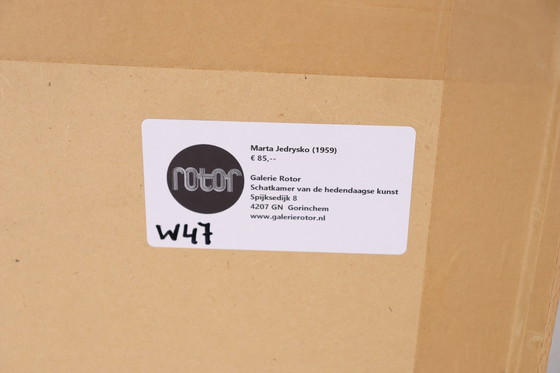 rotor
Marta Jedrysko (1959)
€ 85,--
Galerie Rotor
Schatkamer van de hedendaagse kunst
Spijksedijk 8
4207 GN Gorinchem
www.galerierotor.nl
W47